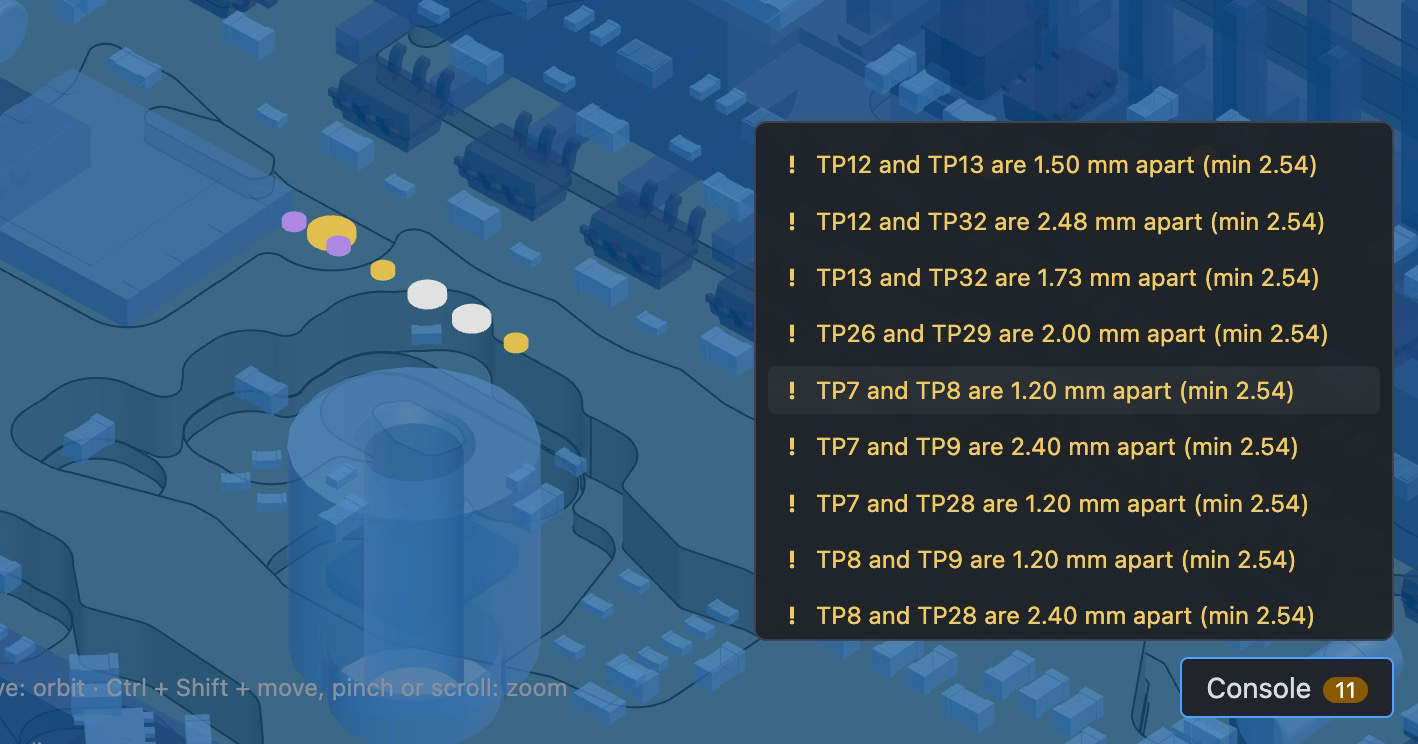 ! TP12 and TP13 are 1.50 mm apart (min 2.54)
! TP12 and TP32 are 2.48 mm apart (min 2.54)
! TP13 and TP32 are 1.73 mm apart (min 2.54)
! TP26 and TP29 are 2.00 mm apart (min 2.54)
! TP7 and TP8 are 1.20 mm apart (min 2.54)
! TP7 and TP9 are 2.40 mm apart (min 2.54)
! TP7 and TP28 are 1.20 mm apart (min 2.54)
! TP8 and TP9 are 1.20 mm apart (min 2.54)
! TP8 and TP28 are 2.40 mm apart (min 2.54)
ve: orbit · Ctrl + Shift + move, pinch or scroll: zoom
Console 11